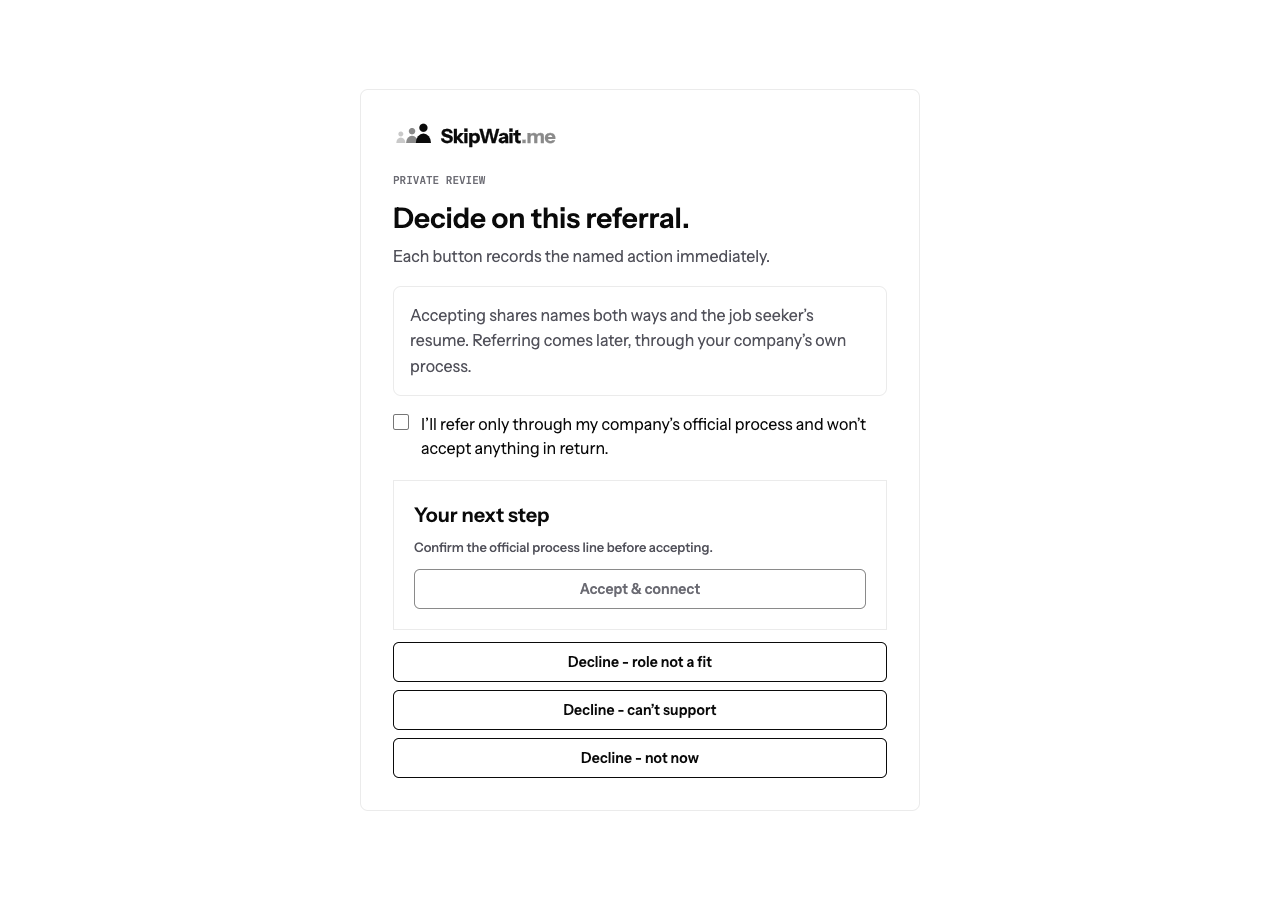 SkipWait.me
PRIVATE REVIEW
Decide on this referral.
Each button records the named action immediately.
Accepting shares names both ways and the job seeker's
resume. Referring comes later, through your company's own
process.
I'll refer only through my company's official process and won't
accept anything in return.
Your next step
Confirm the official process line before accepting.
Accept & connect
Decline - role not a fit
Decline - can't support
Decline - not now